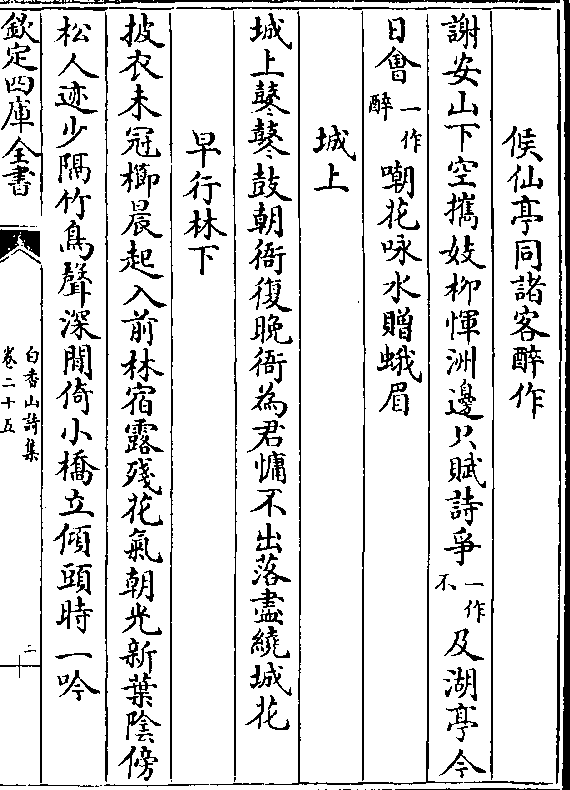 候仙亭同諸客醉作
謝安山下空攜妓柳惲洲邊只賦詩爭一作不及湖亭今
日會一作醉嘲花咏水贈蛾眉
城上
城上鼕鼕鼓朝衙復晚衙為君慵不出落盡繞城花
早行林下
披衣未冠櫛晨起入前林宿露殘花氣朝光新葉陰傍
松人迹少隔竹鳥聲深閒倚小橋立傾頭時一吟
欽定四庫全書
白香山詩集
卷二十五
二